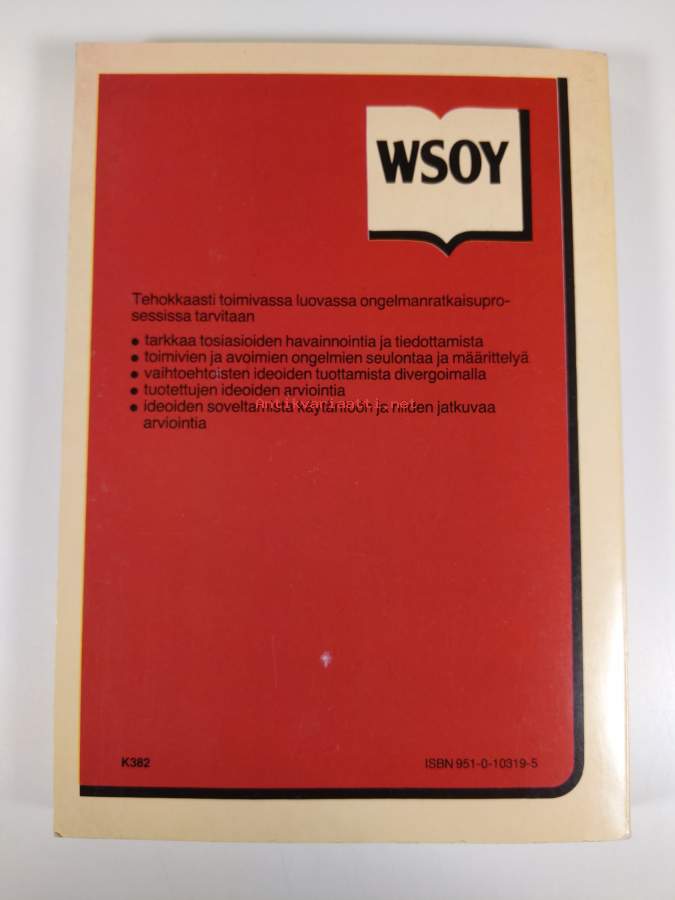 WSOY
Tehokkaasti toimivassa luovassa ongelmanratkaisupro-
sessissa tarvitaan
• tarkkaa tosiasioiden havainnointia ja tiedottamista
• toimivien ja avoimien ongelmien seulontaa ja määrittelyä
• vaihtoehtoisten ideoiden tuottamista divergoimalla
• tuotettujen ideoiden arviointia
Antikvariaatti.net
• ideoiden soveltamista käytäntöön ja niiden jatkuvaa
arviointia
K382
ISBN 951-0-10319-5